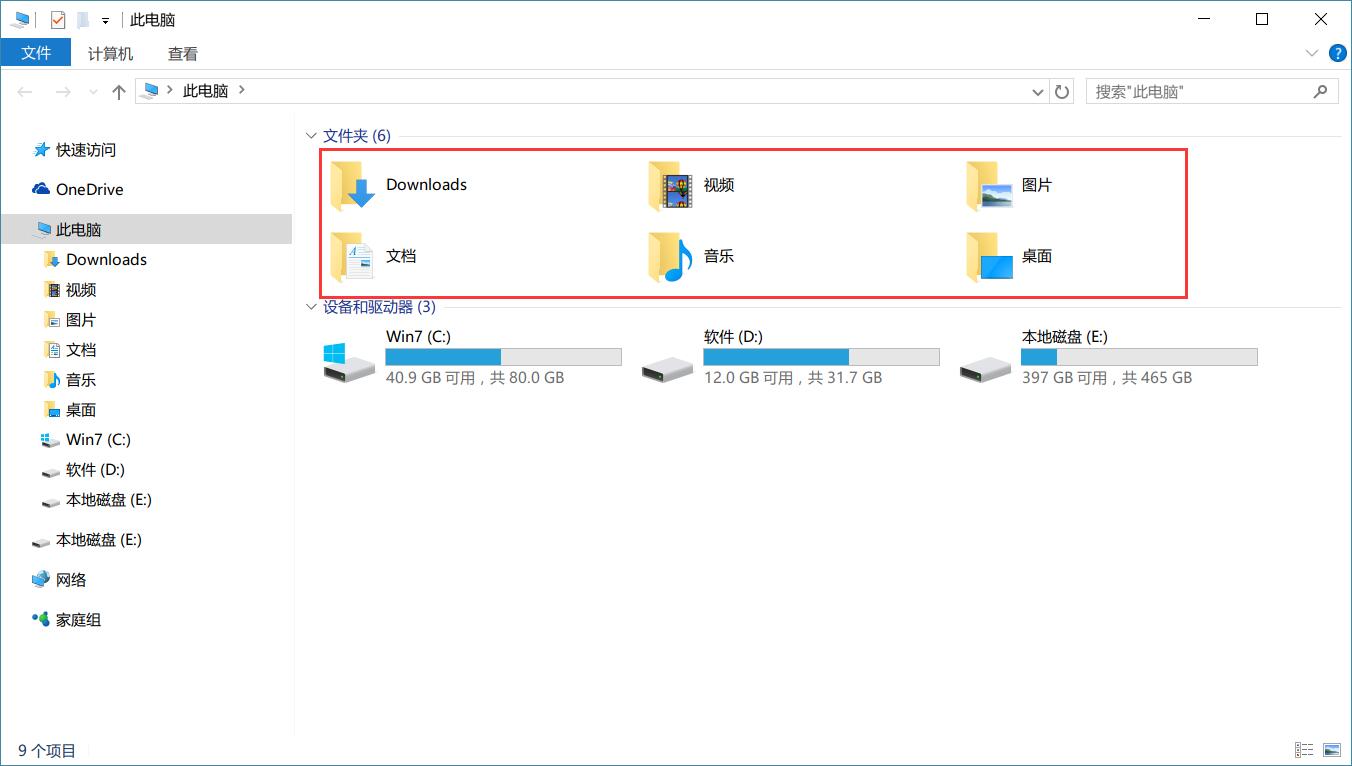 此电脑
文件 计算机 查看
此电脑 搜索"此电脑"
快速访问
OneDrive
此电脑
Downloads
视频
图片
文档
音乐
桌面
Win7 (C:)
软件 (D:)
本地磁盘 (E:)
本地磁盘 (E:)
网络
家庭组
文件夹 (6)
Downloads 视频 图片
文档 音乐 桌面
设备和驱动器 (3)
Win7 (C:) 软件 (D:) 本地磁盘 (E:)
40.9 GB 可用，共 80.0 GB 12.0 GB 可用，共 31.7 GB 397 GB 可用，共 465 GB
9 个项目